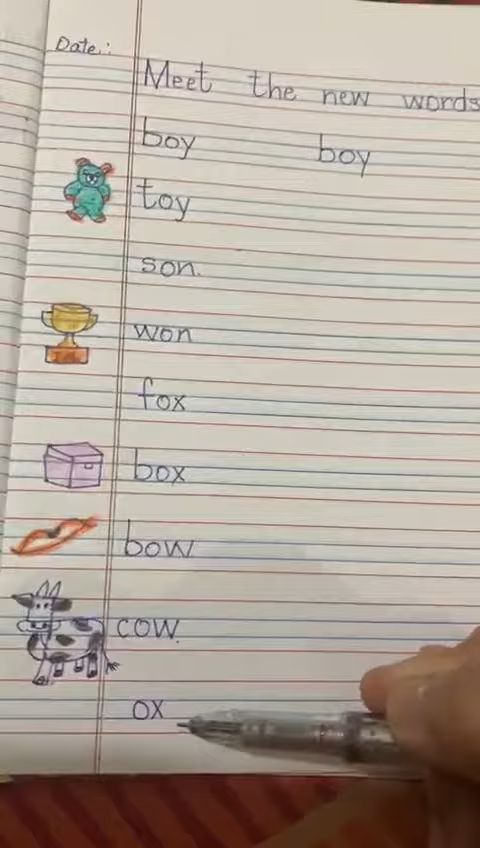 Date:
Meet the new words
boy boy
toy
son.
won
fox
box
bow
cow.
ox